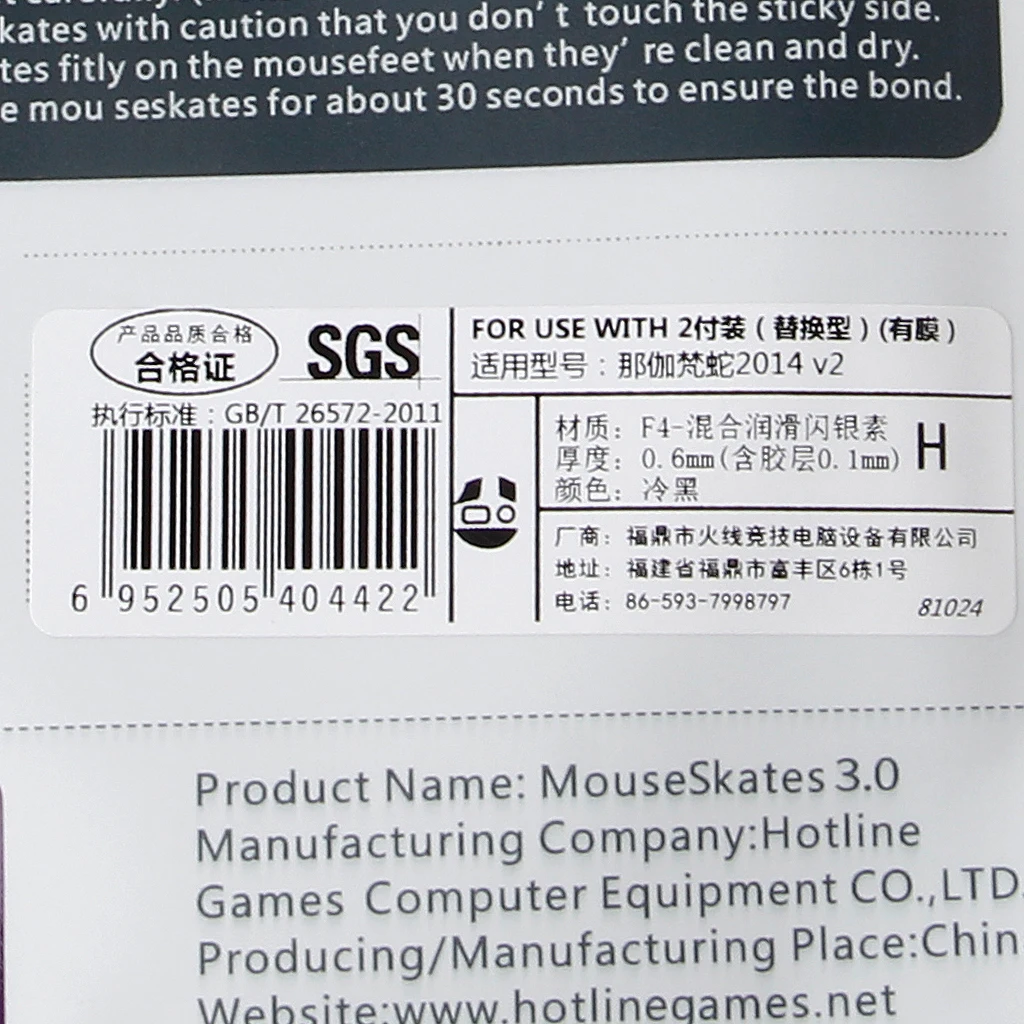 kates with caution that you don't touch the sticky side.
tes fitly on the mousefeet when they're clean and dry.
e mou seskates for about 30 seconds to ensure the bond.
产品品质合格
合格证
SGS
执行标准：GB/T 26572-2011
6 952505 404422
FOR USE WITH 2付装（替换型）(有膜）
适用型号：那伽梵蛇2014 v2
材质：F4-混合润滑闪银素
厚度：0.6mm(含胶层0.1mm)
颜色：冷黑
H
厂商：福鼎市火线竞技电脑设备有限公司
地址：福建省福鼎市富丰区6栋1号
电话：86-593-7998797
81024
Product Name: MouseSkates 3.0
Manufacturing Company:Hotline
Games Computer Equipment CO.,LTD.
Producing/Manufacturing Place:Chin
Website:www.hotlinegames.net